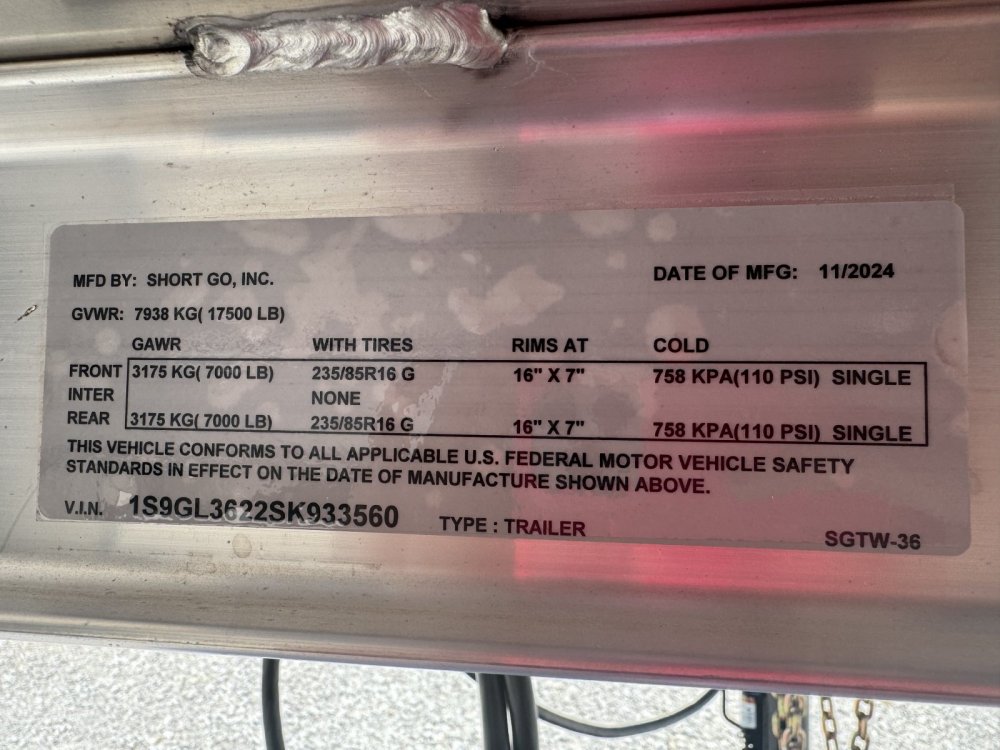 MFD BY: SHORT GO, INC. DATE OF MFG: 11/2024
GVWR: 7938 KG( 17500 LB)
GAWR WITH TIRES RIMS AT COLD
FRONT 3175 KG( 7000 LB) 235/85R16 G 16" X 7" 758 KPA(110 PSI) SINGLE
INTER NONE
REAR 3175 KG( 7000 LB) 235/85R16 G 16" X 7" 758 KPA(110 PSI) SINGLE
THIS VEHICLE CONFORMS TO ALL APPLICABLE U.S. FEDERAL MOTOR VEHICLE SAFETY
STANDARDS IN EFFECT ON THE DATE OF MANUFACTURE SHOWN ABOVE.
V.I.N. 1S9GL3622SK933560 TYPE : TRAILER SGTW-36